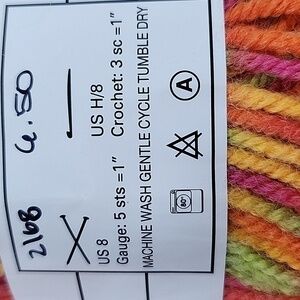 2168 6.50
US 8 US H/8
Gauge: 5 sts =1" Crochet: 3 sc =1"
MACHINE WASH GENTLE CYCLE TUMBLE DRY
A